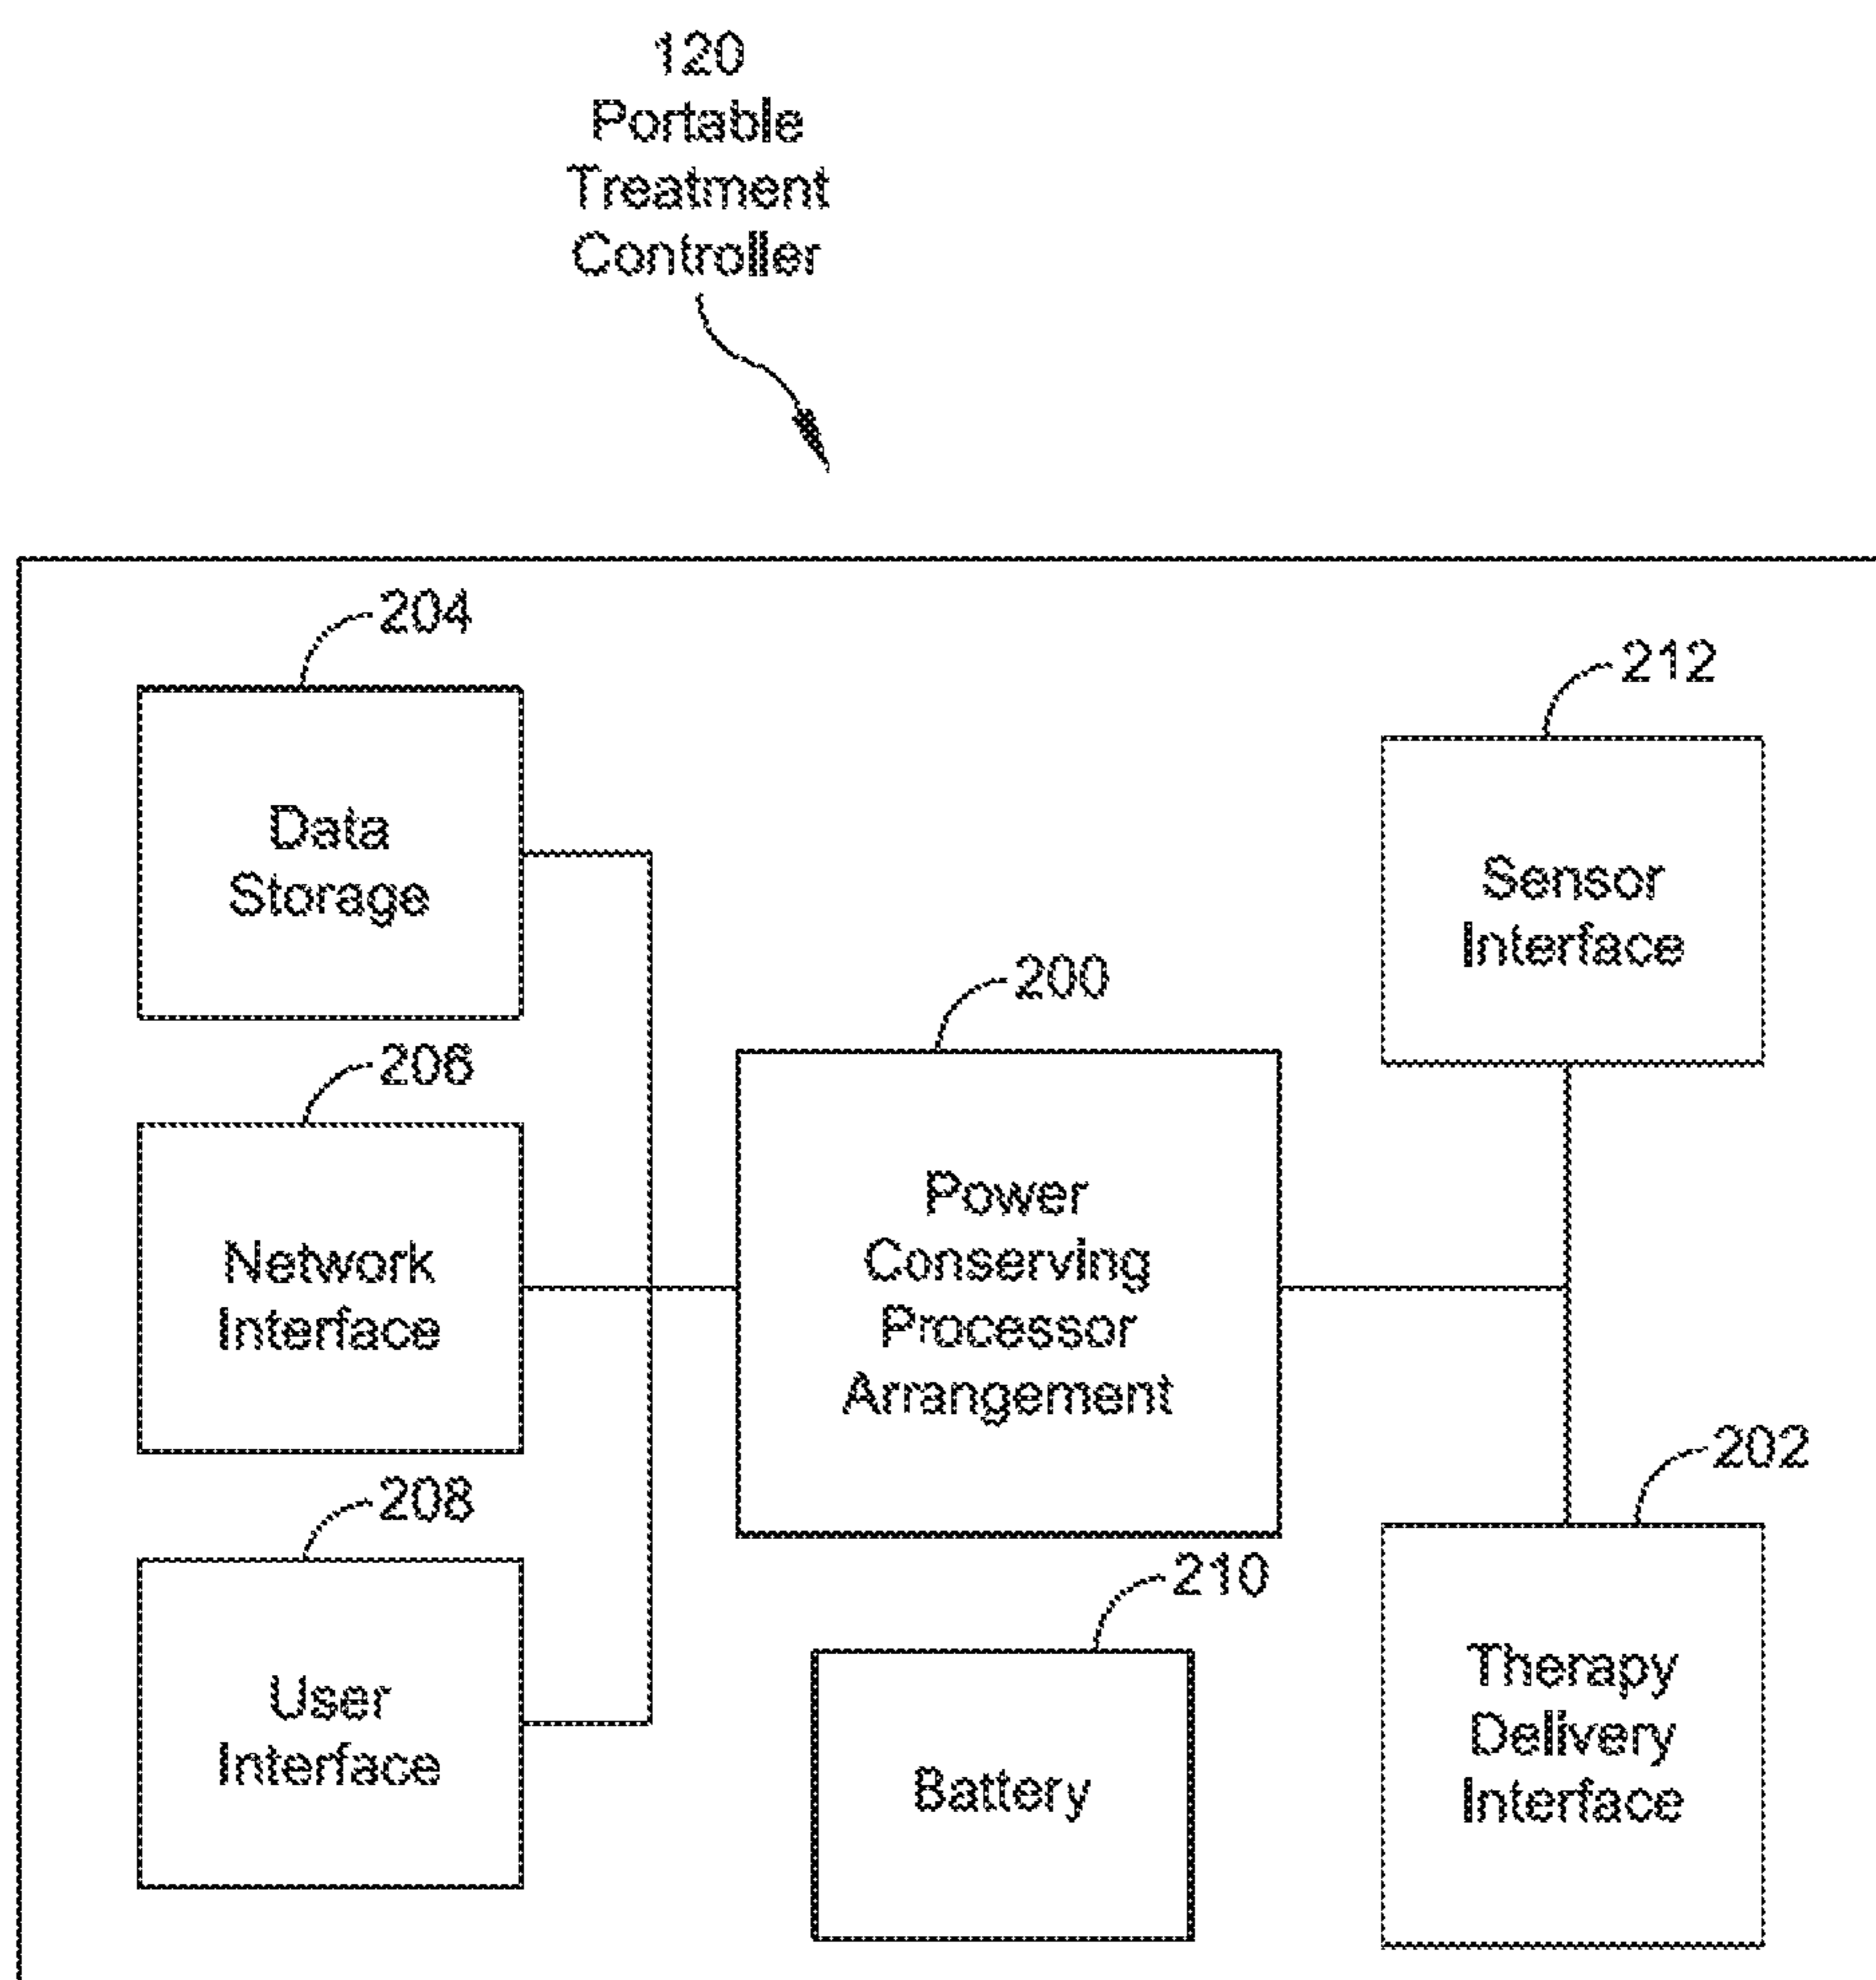 120
Portable
Treatment
Controller
204
Data
Storage
212
Sensor
Interface
200
Power
Conserving
Processor
Arrangement
206
Network
Interface
208
User
Interface
210
Battery
202
Therapy
Delivery
Interface